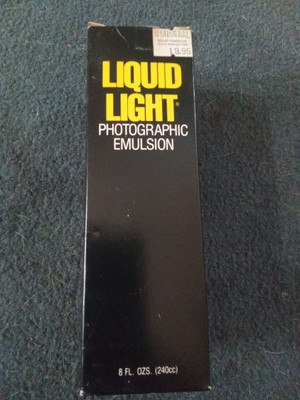 19.95
LIQUID
LIGHT®
PHOTOGRAPHIC
EMULSION
8 FL. OZS. (240cc)